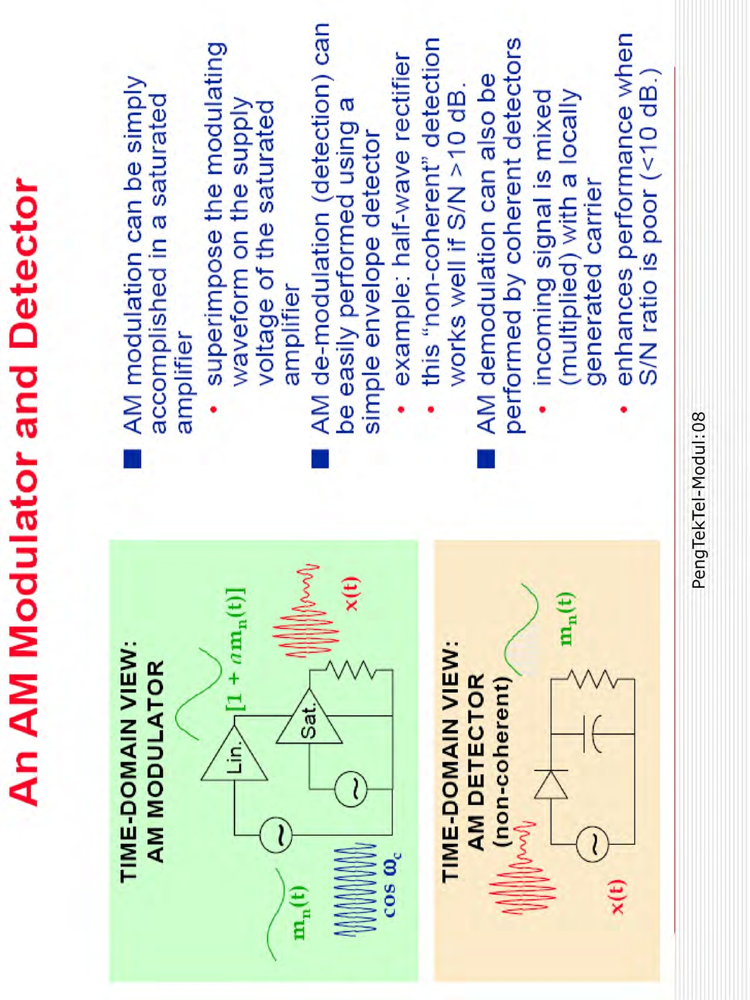 An AM Modulator and Detector
TIME-DOMAIN VIEW:
AM MODULATOR
mn(t)
cos ωc
Lin.
[1 + amn(t)]
Sat.
x(t)
TIME-DOMAIN VIEW:
AM DETECTOR
(non-coherent)
x(t)
mn(t)
■ AM modulation can be simply
accomplished in a saturated
amplifier
• superimpose the modulating
waveform on the supply
voltage of the saturated
amplifier
■ AM de-modulation (detection) can
be easily performed using a
simple envelope detector
• example: half-wave rectifier
• this “non-coherent” detection
works well if S/N >10 dB.
■ AM demodulation can also be
performed by coherent detectors
• incoming signal is mixed
(multiplied) with a locally
generated carrier
• enhances performance when
S/N ratio is poor (<10 dB.)
PengTekTel-Modul:08